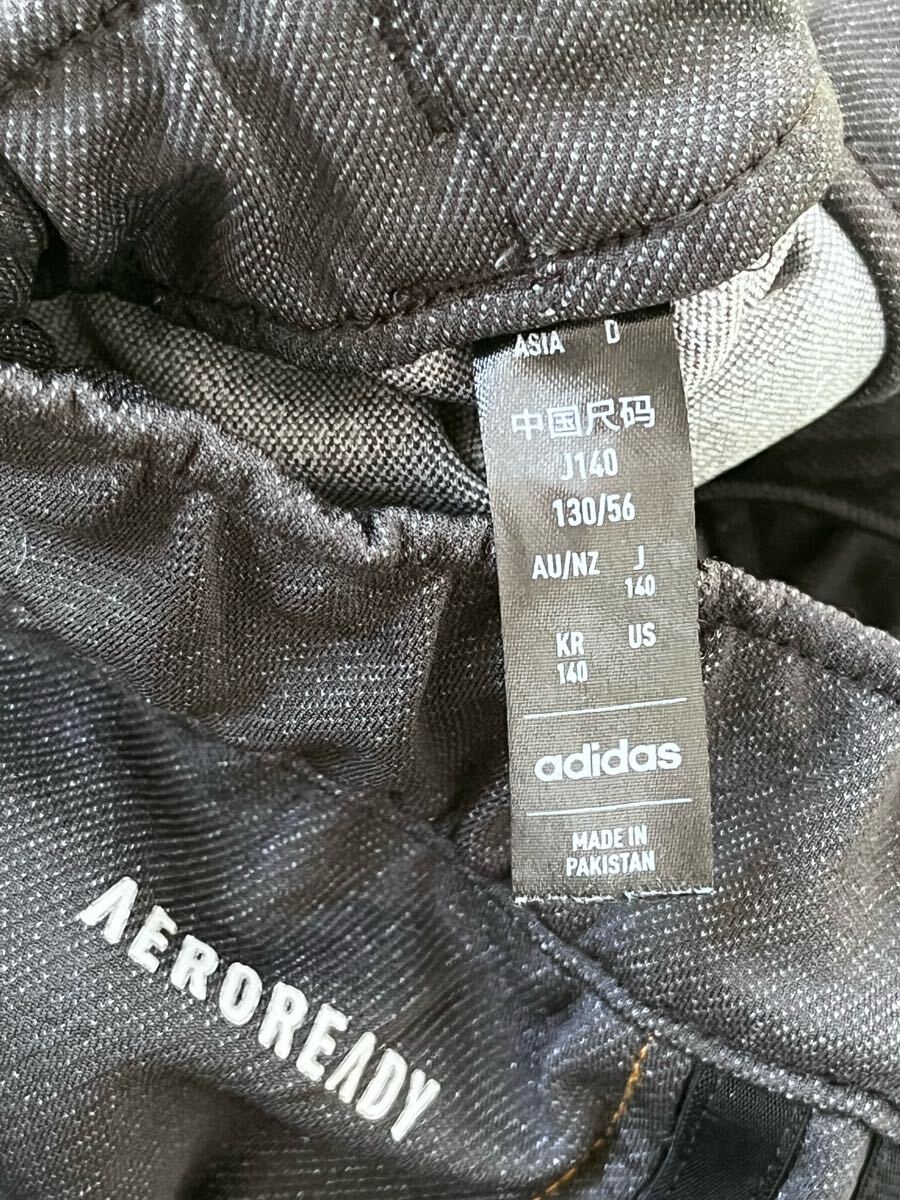 ASIA D
中国尺码
J140
130/56
AU/NZ J
140
KR US
140
adidas
MADE IN
PAKISTAN
AEROREADY